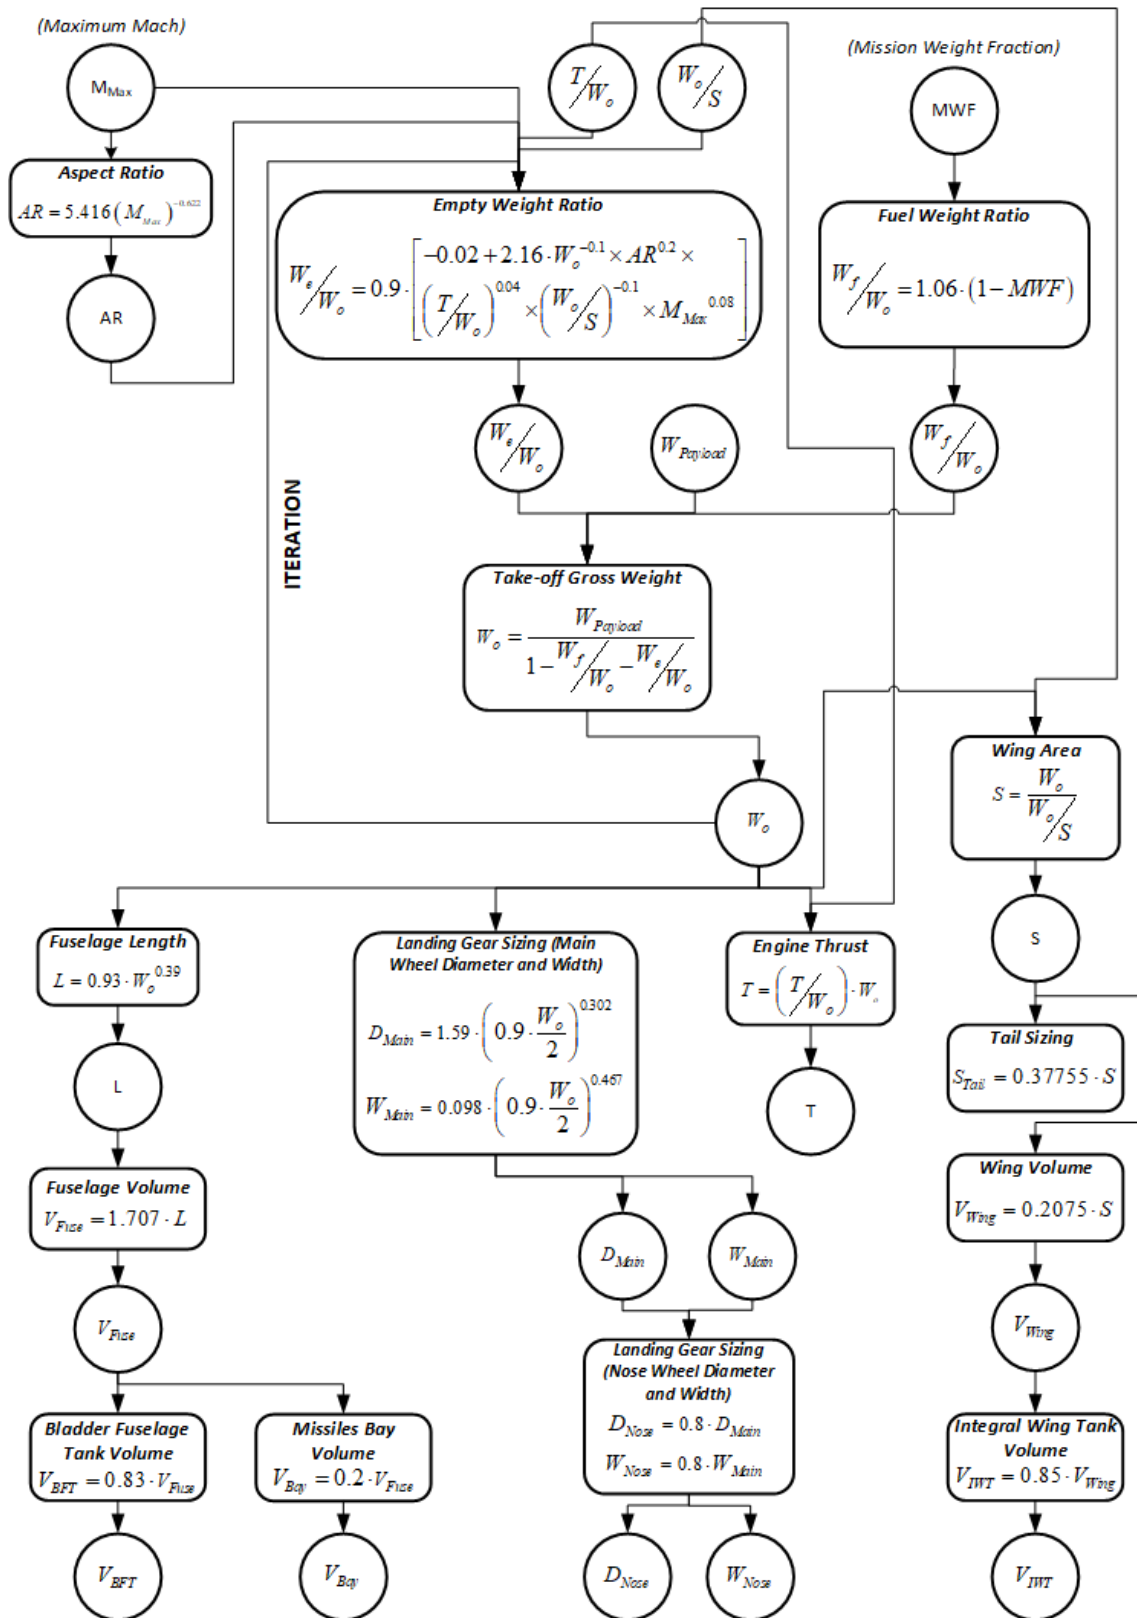 (Maximum Mach)
M_Max
T/W_o
W_o/S
(Mission Weight Fraction)
MWF
Aspect Ratio
AR = 5.416(M_Max)^-0.622
AR
Empty Weight Ratio
W_e/W_o = 0.9 · [−0.02 + 2.16 · W_o^−0.1 × AR^0.2 ×
(T/W_o)^0.04 × (W_o/S)^−0.1 × M_Max^0.08]
Fuel Weight Ratio
W_f/W_o = 1.06 · (1 − MWF)
W_e/W_o
W_Payload
W_f/W_o
ITERATION
Take-off Gross Weight
W_o = W_Payload / (1 − W_f/W_o − W_e/W_o)
W_o
Wing Area
S = W_o / (W_o/S)
S
Fuselage Length
L = 0.93 · W_o^0.39
L
Landing Gear Sizing (Main
Wheel Diameter and Width)
D_Main = 1.59 · (0.9 · W_o/2)^0.302
W_Main = 0.098 · (0.9 · W_o/2)^0.467
Engine Thrust
T = (T/W_o) · W_o
T
Tail Sizing
S_Tail = 0.37755 · S
Fuselage Volume
V_Fuse = 1.707 · L
V_Fuse
D_Main
W_Main
Wing Volume
V_Wing = 0.2075 · S
V_Wing
Landing Gear Sizing
(Nose Wheel Diameter
and Width)
D_Nose = 0.8 · D_Main
W_Nose = 0.8 · W_Main
Bladder Fuselage
Tank Volume
V_BFT = 0.83 · V_Fuse
Missiles Bay
Volume
V_Bay = 0.2 · V_Fuse
Integral Wing Tank
Volume
V_IWT = 0.85 · V_Wing
V_BFT
V_Bay
D_Nose
W_Nose
V_IWT